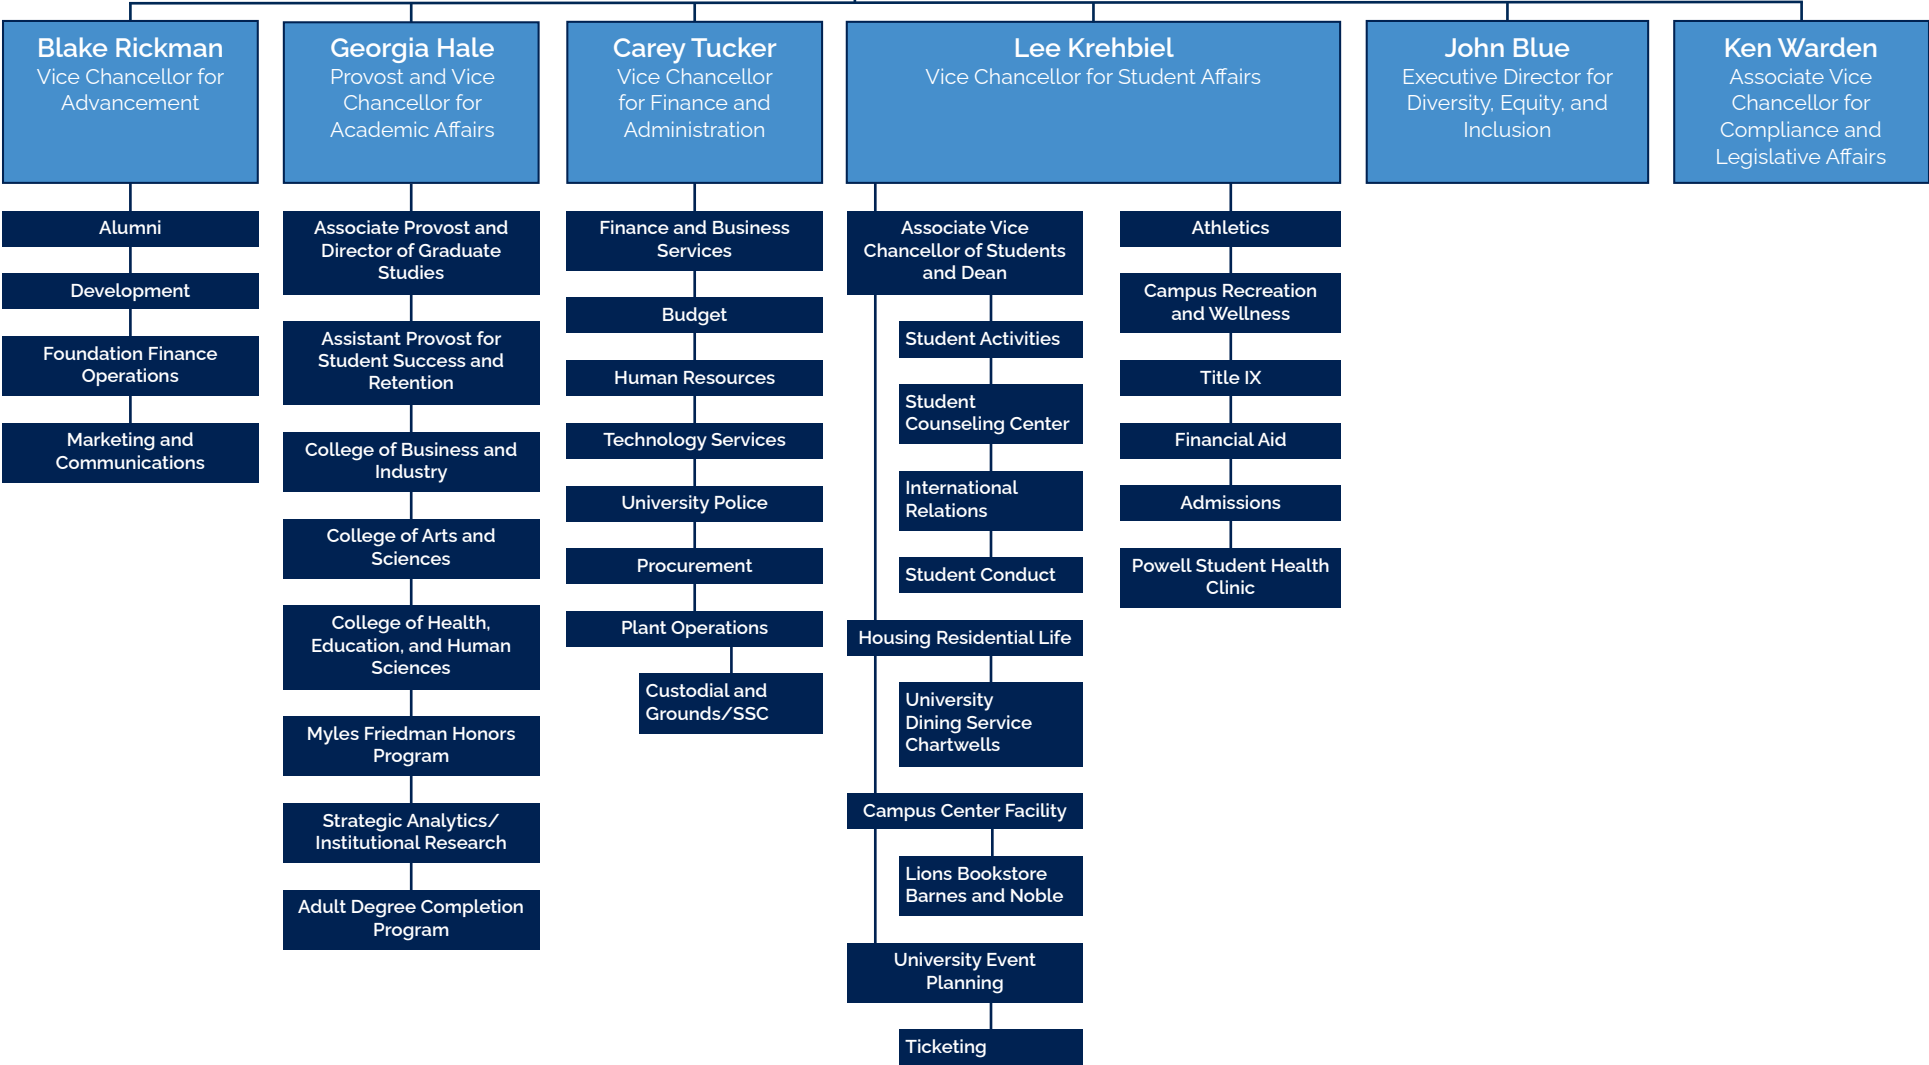 Blake Rickman
Vice Chancellor for
Advancement
Alumni
Development
Foundation Finance
Operations
Marketing and
Communications
Georgia Hale
Provost and Vice
Chancellor for
Academic Affairs
Associate Provost and
Director of Graduate
Studies
Assistant Provost for
Student Success and
Retention
College of Business and
Industry
College of Arts and
Sciences
College of Health,
Education, and Human
Sciences
Myles Friedman Honors
Program
Strategic Analytics/
Institutional Research
Adult Degree Completion
Program
Carey Tucker
Vice Chancellor
for Finance and
Administration
Finance and Business
Services
Budget
Human Resources
Technology Services
University Police
Procurement
Plant Operations
Custodial and
Grounds/SSC
Lee Krehbiel
Vice Chancellor for Student Affairs
Associate Vice
Chancellor of Students
and Dean
Student Activities
Student
Counseling Center
International
Relations
Student Conduct
Housing Residential Life
University
Dining Service
Chartwells
Campus Center Facility
Lions Bookstore
Barnes and Noble
University Event
Planning
Ticketing
Athletics
Campus Recreation
and Wellness
Title IX
Financial Aid
Admissions
Powell Student Health
Clinic
John Blue
Executive Director for
Diversity, Equity, and
Inclusion
Ken Warden
Associate Vice
Chancellor for
Compliance and
Legislative Affairs